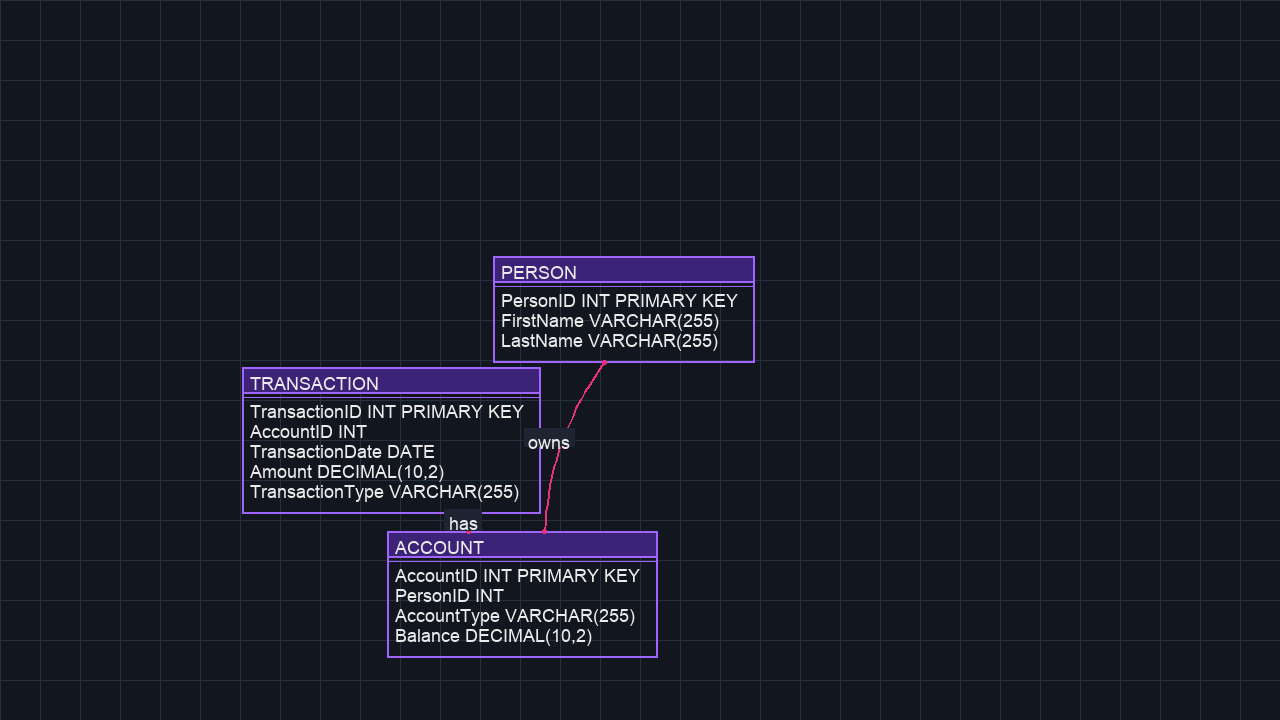 PERSON
PersonID INT PRIMARY KEY
FirstName VARCHAR(255)
LastName VARCHAR(255)
TRANSACTION
TransactionID INT PRIMARY KEY
AccountID INT
TransactionDate DATE
Amount DECIMAL(10,2)
TransactionType VARCHAR(255)
owns
has
ACCOUNT
AccountID INT PRIMARY KEY
PersonID INT
AccountType VARCHAR(255)
Balance DECIMAL(10,2)